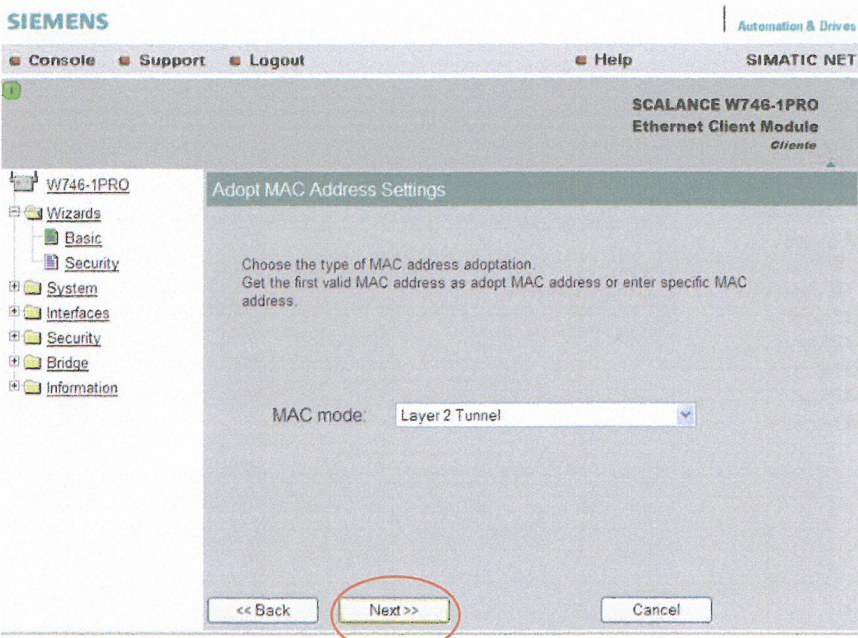 SIEMENS
Automation & Drives
Console Support Logout Help SIMATIC NET
SCALANCE W746-1PRO
Ethernet Client Module
Cliente
W746-1PRO
Wizards
Basic
Security
System
Interfaces
Security
Bridge
Information
Adopt MAC Address Settings
Choose the type of MAC address adoptation.
Get the first valid MAC address as adopt MAC address or enter specific MAC
address.
MAC mode: Layer 2 Tunnel
<< Back Next >> Cancel